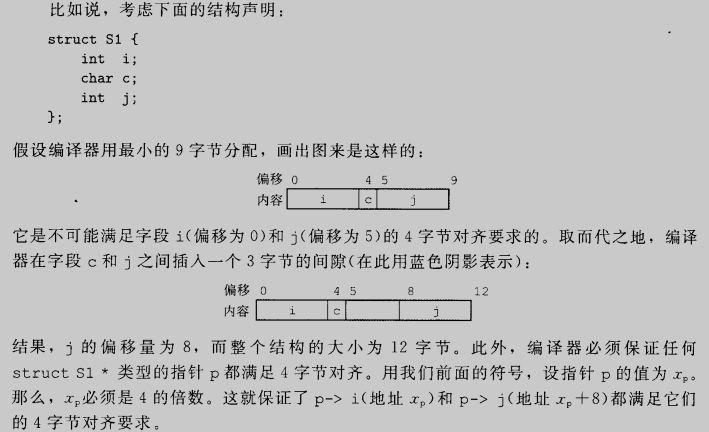 比如说，考虑下面的结构声明：
struct S1 {
int i;
char c;
int j;
};
假设编译器用最小的 9 字节分配，画出图来是这样的：
偏移 0 4 5 9
内容 i c j
它是不可能满足字段 i(偏移为 0)和 j(偏移为 5)的 4 字节对齐要求的。取而代之地，编译
器在字段 c 和 j 之间插入一个 3 字节的间隙(在此用蓝色阴影表示)：
偏移 0 4 5 8 12
内容 i c j
结果，j 的偏移量为 8，而整个结构的大小为 12 字节。此外，编译器必须保证任何
struct S1 * 类型的指针 p 都满足 4 字节对齐。用我们前面的符号，设指针 p 的值为 xₚ。
那么，xₚ必须是 4 的倍数。这就保证了 p-> i(地址 xₚ)和 p-> j(地址 xₚ+8)都满足它们
的 4 字节对齐要求。